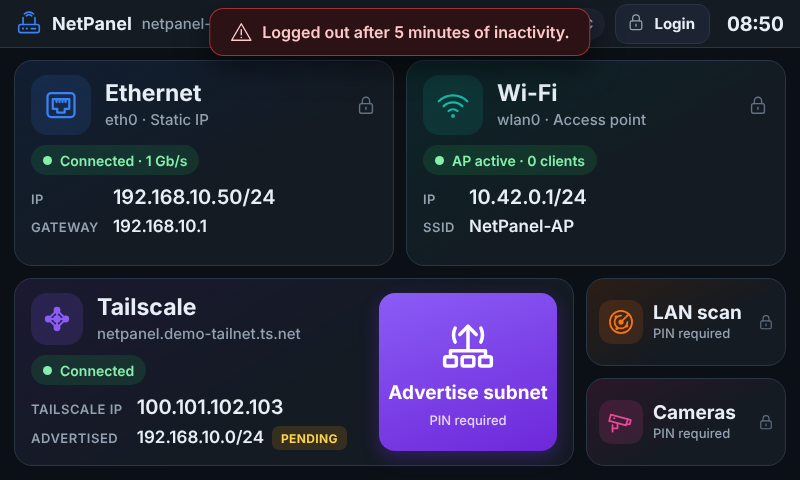 NetPanel netpanel-
Logged out after 5 minutes of inactivity.
Login 08:50
Ethernet
eth0 · Static IP
Connected · 1 Gb/s
IP 192.168.10.50/24
GATEWAY 192.168.10.1
Wi-Fi
wlan0 · Access point
AP active · 0 clients
IP 10.42.0.1/24
SSID NetPanel-AP
Tailscale
netpanel.demo-tailnet.ts.net
Connected
TAILSCALE IP 100.101.102.103
ADVERTISED 192.168.10.0/24 PENDING
Advertise subnet
PIN required
LAN scan
PIN required
Cameras
PIN required